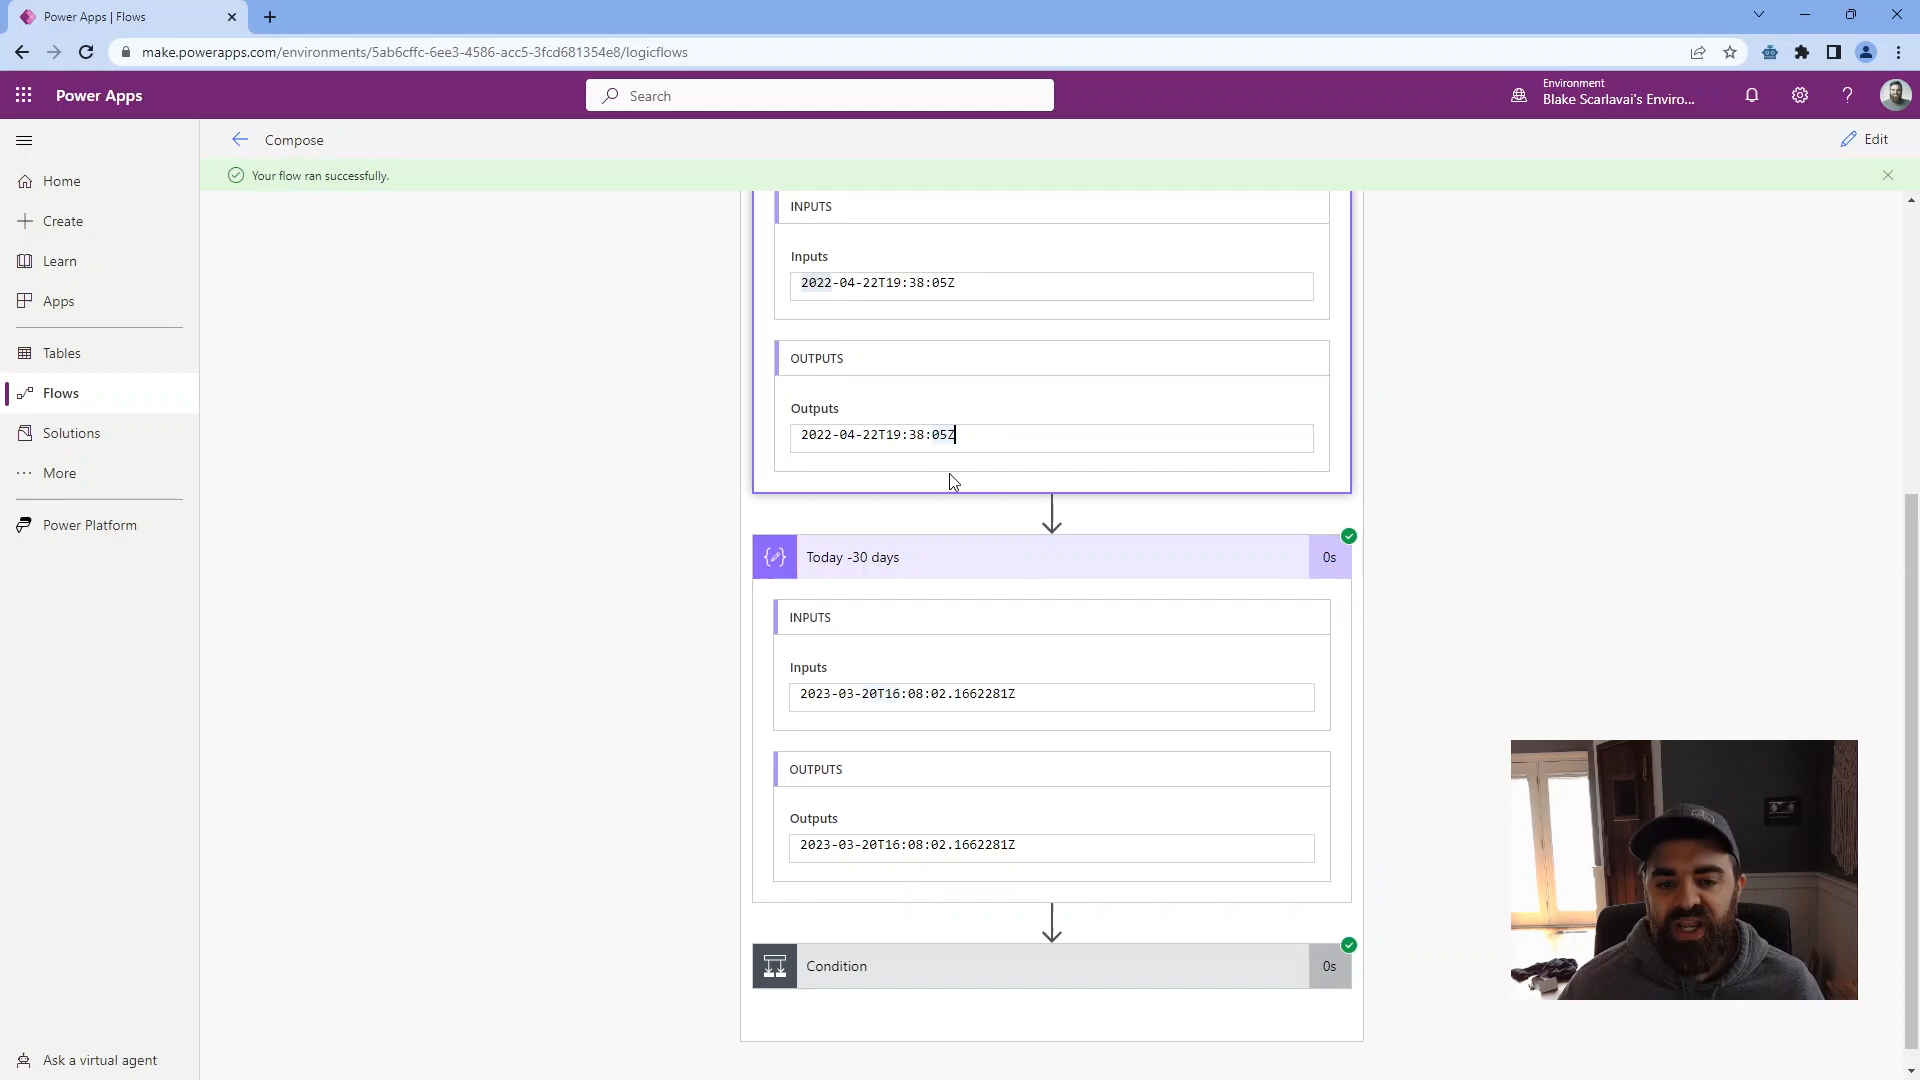 Power Apps | Flows
make.powerapps.com/environments/5ab6cffc-6ee3-4586-acc5-3fcd681354e8/logicflows
Power Apps
Search
Environment
Blake Scarlavai's Enviro...
Compose
Edit
Your flow ran successfully.
Home
Create
Learn
Apps
Tables
Flows
Solutions
More
Power Platform
Ask a virtual agent
INPUTS
Inputs
2022-04-22T19:38:05Z
OUTPUTS
Outputs
2022-04-22T19:38:05Z
Today -30 days
0s
INPUTS
Inputs
2023-03-20T16:08:02.1662281Z
OUTPUTS
Outputs
2023-03-20T16:08:02.1662281Z
Condition
0s